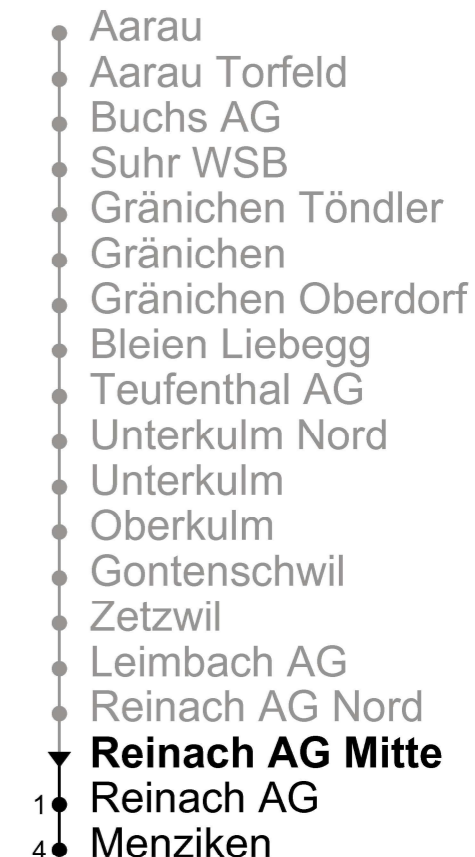 Aarau
Aarau Torfeld
Buchs AG
Suhr WSB
Gränichen Töndler
Gränichen
Gränichen Oberdorf
Bleien Liebegg
Teufenthal AG
Unterkulm Nord
Unterkulm
Oberkulm
Gontenschwil
Zetzwil
Leimbach AG
Reinach AG Nord
Reinach AG Mitte
1 Reinach AG
4 Menziken